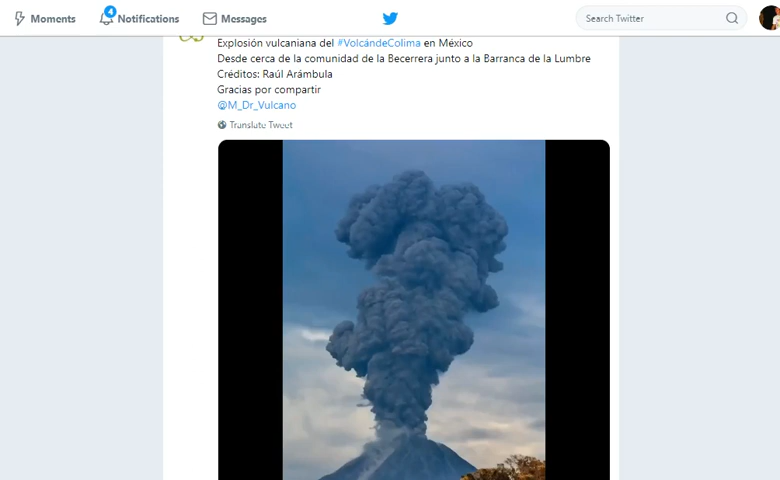 Moments
4
Notifications
Messages
Search Twitter
Explosión vulcaniana del #VolcándeColima en México
Desde cerca de la comunidad de la Becerrera junto a la Barranca de la Lumbre
Créditos: Raúl Arámbula
Gracias por compartir
@M_Dr_Vulcano
Translate Tweet